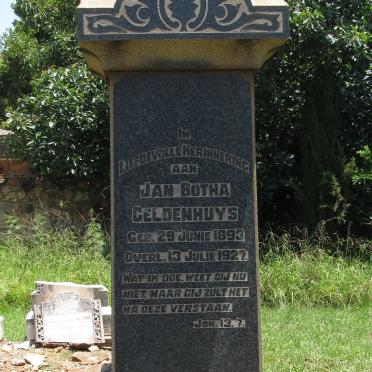 IN
LIEFDEVOLLE HERINNERING
AAN
JAN BOTHA
GELDENHUYS
GEB. 29 JUNIE 1893
OVERL. 13 JULIE 1927.
WAT IK DOE, WEET GIJ NU
NIET, MAAR GIJ ZULT HET
NA DEZE VERSTAAN.
JOH. 13. 7.